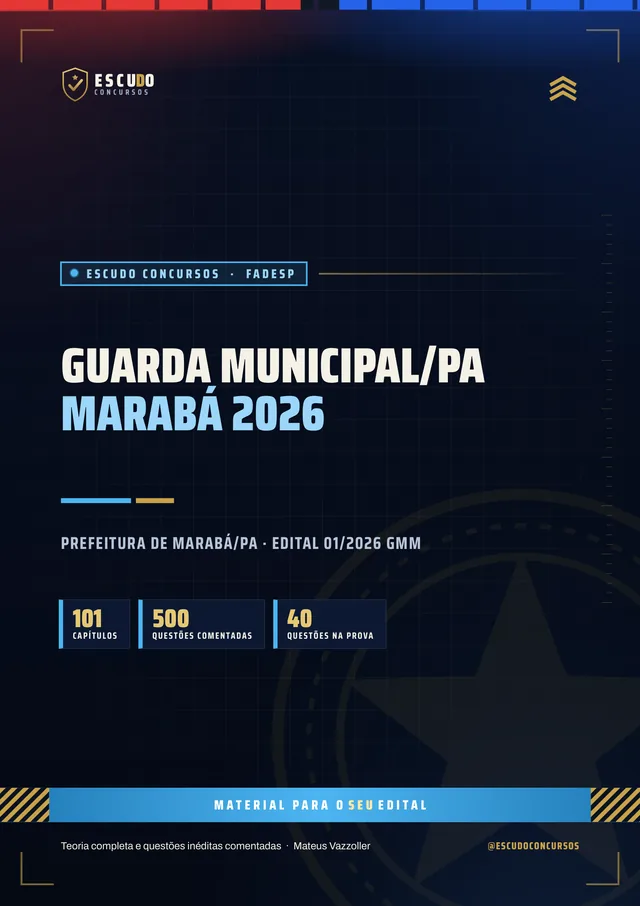 ESCUDO
CONCURSOS
ESCUDO CONCURSOS · FADESP
GUARDA MUNICIPAL/PA
MARABÁ 2026
PREFEITURA DE MARABÁ/PA · EDITAL 01/2026 GMM
101
CAPÍTULOS
500
QUESTÕES COMENTADAS
40
QUESTÕES NA PROVA
MATERIAL PARA O SEU EDITAL
Teoria completa e questões inéditas comentadas · Mateus Vazzoller
@ESCUDOCONCURSOS